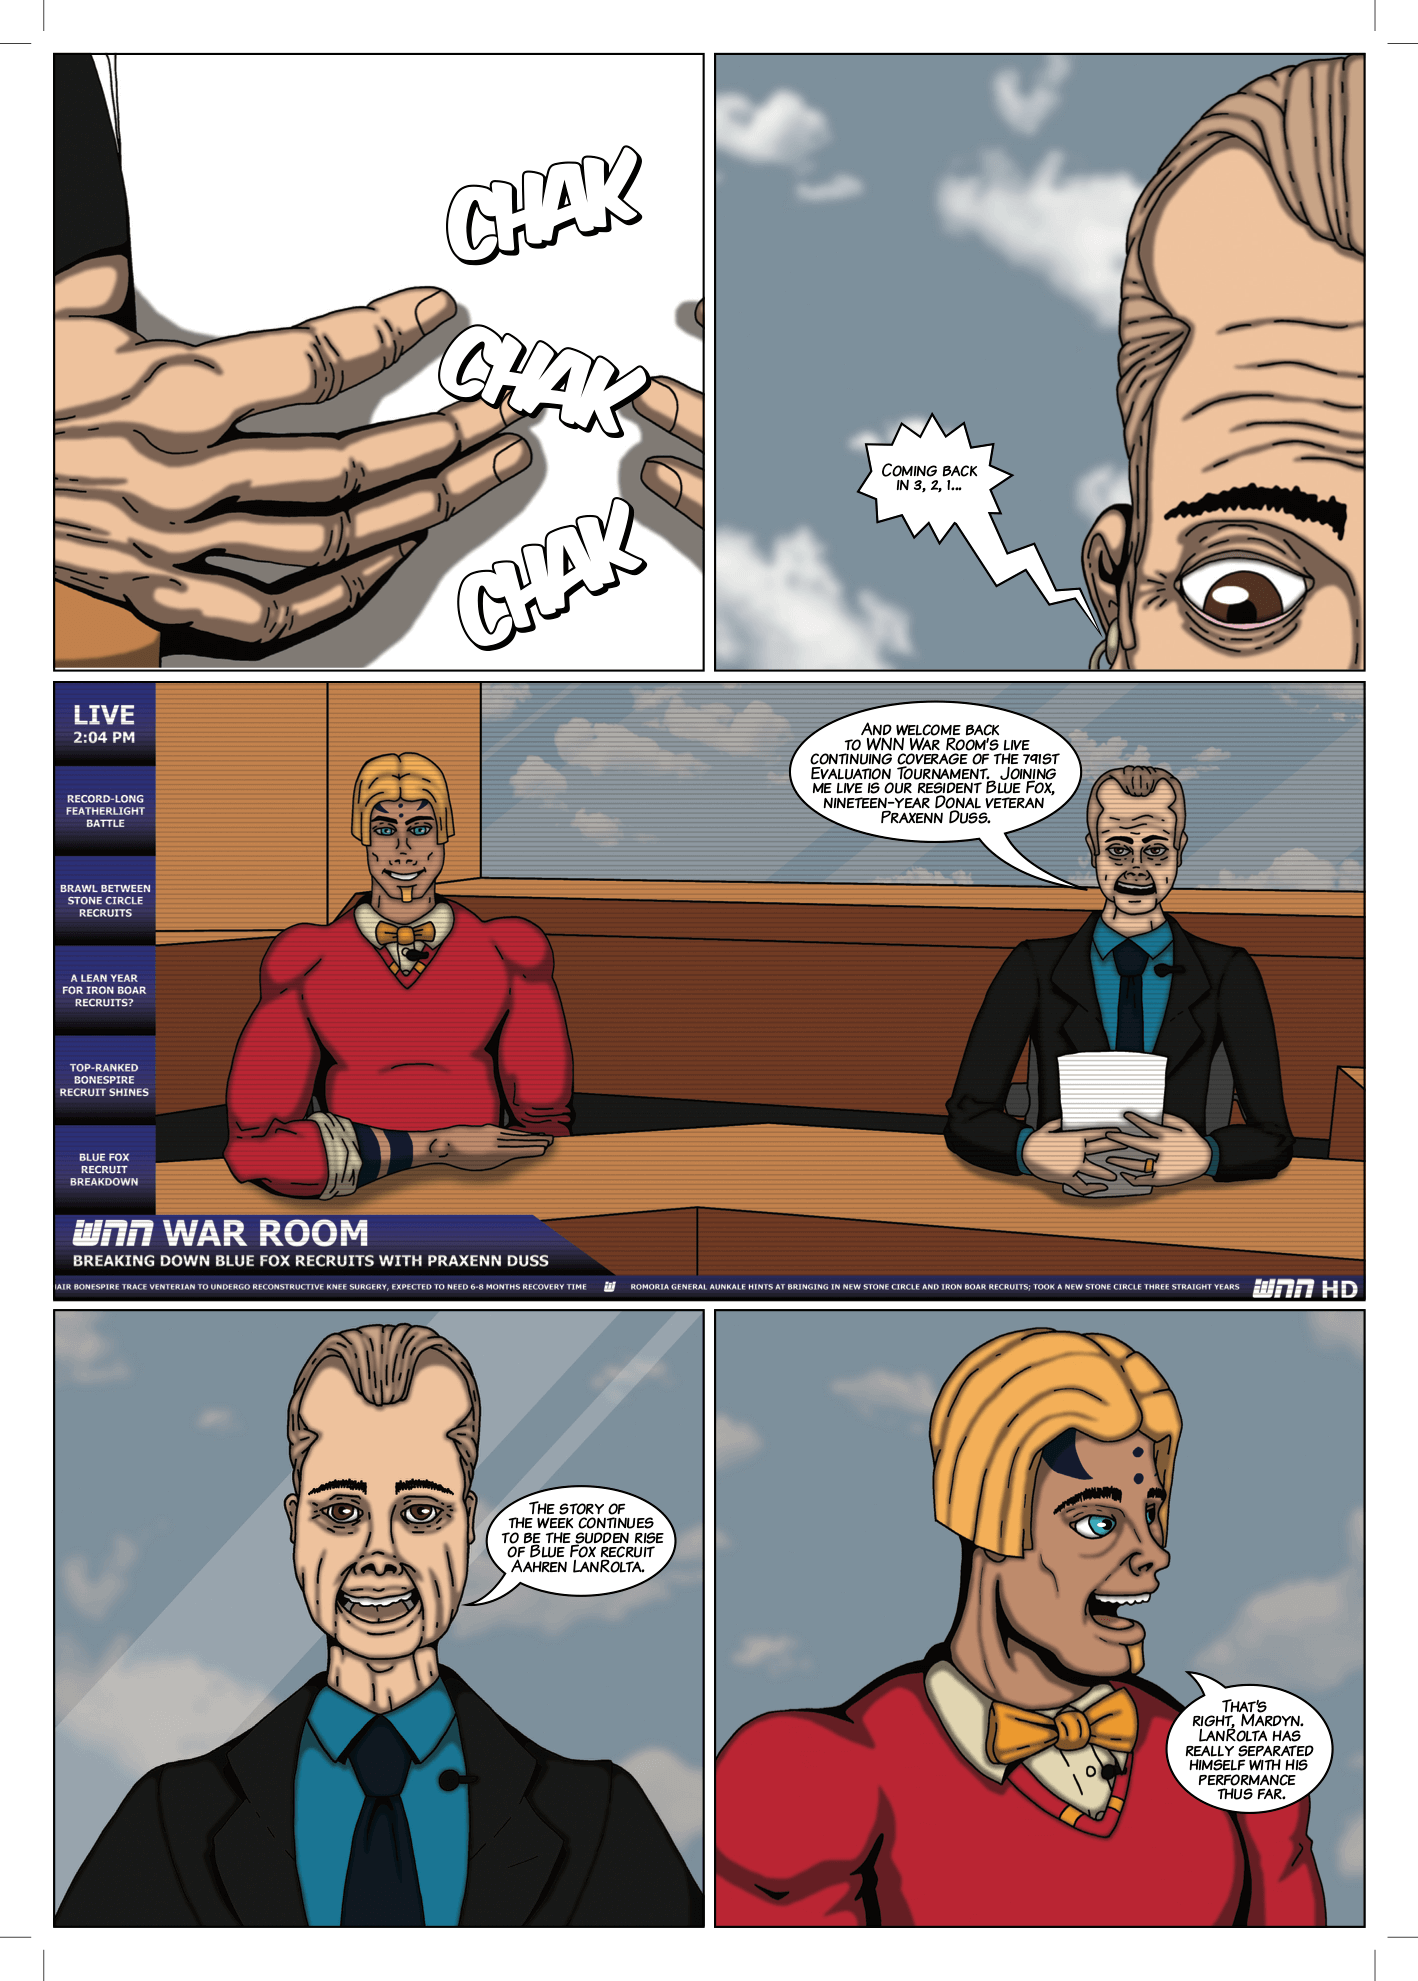 CHAK
CHAK
CHAK
COMING BACK
IN 3, 2, 1...
LIVE
2:04 PM
RECORD-LONG
FEATHERLIGHT
BATTLE
BRAWL BETWEEN
STONE CIRCLE
RECRUITS
A LEAN YEAR
FOR IRON BOAR
RECRUITS?
TOP-RANKED
BONESPIRE
RECRUIT SHINES
BLUE FOX
RECRUIT
BREAKDOWN
AND WELCOME BACK
TO WNN WAR ROOM'S LIVE
CONTINUING COVERAGE OF THE 791ST
EVALUATION TOURNAMENT. JOINING
ME LIVE IS OUR RESIDENT BLUE FOX,
NINETEEN-YEAR DONAL VETERAN
PRAXENN DUSS.
WNN WAR ROOM
BREAKING DOWN BLUE FOX RECRUITS WITH PRAXENN DUSS
AIR BONESPIRE TRACE VENTERIAN TO UNDERGO RECONSTRUCTIVE KNEE SURGERY, EXPECTED TO NEED 6-8 MONTHS RECOVERY TIME W ROMORIA GENERAL AUNKALE HINTS AT BRINGING IN NEW STONE CIRCLE AND IRON BOAR RECRUITS; TOOK A NEW STONE CIRCLE THREE STRAIGHT YEARS WNN HD
THE STORY OF
THE WEEK CONTINUES
TO BE THE SUDDEN RISE
OF BLUE FOX RECRUIT
AAHREN LANROLTA.
THAT'S
RIGHT, MARDYN.
LANROLTA HAS
REALLY SEPARATED
HIMSELF WITH HIS
PERFORMANCE
THUS FAR.